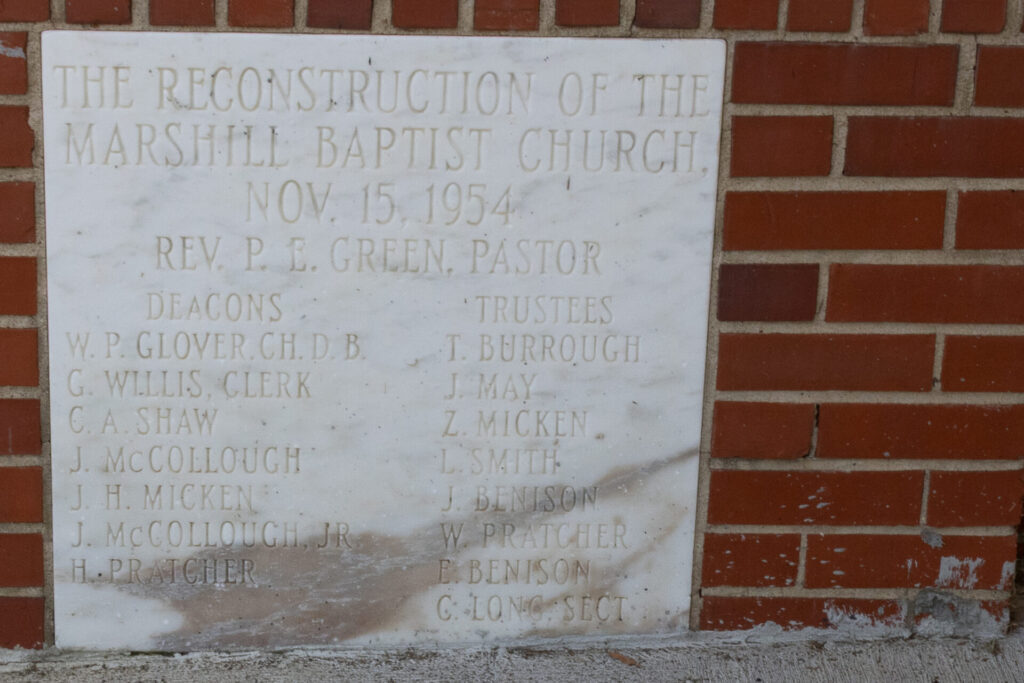 THE RECONSTRUCTION OF THE
MARSHILL BAPTIST CHURCH,
NOV. 15, 1954
REV. P. E. GREEN, PASTOR
DEACONS
W. P. GLOVER, CH. D. B.
G. WILLIS, CLERK
C. A. SHAW
J. McCOLLOUGH
J. H. MICKEN
J. McCOLLOUGH, JR.
H. PRATCHER
TRUSTEES
T. BURROUGH
J. MAY
Z. MICKEN
L. SMITH
J. BENISON
W. PRATCHER
E. BENISON
C. LONG, SECT.